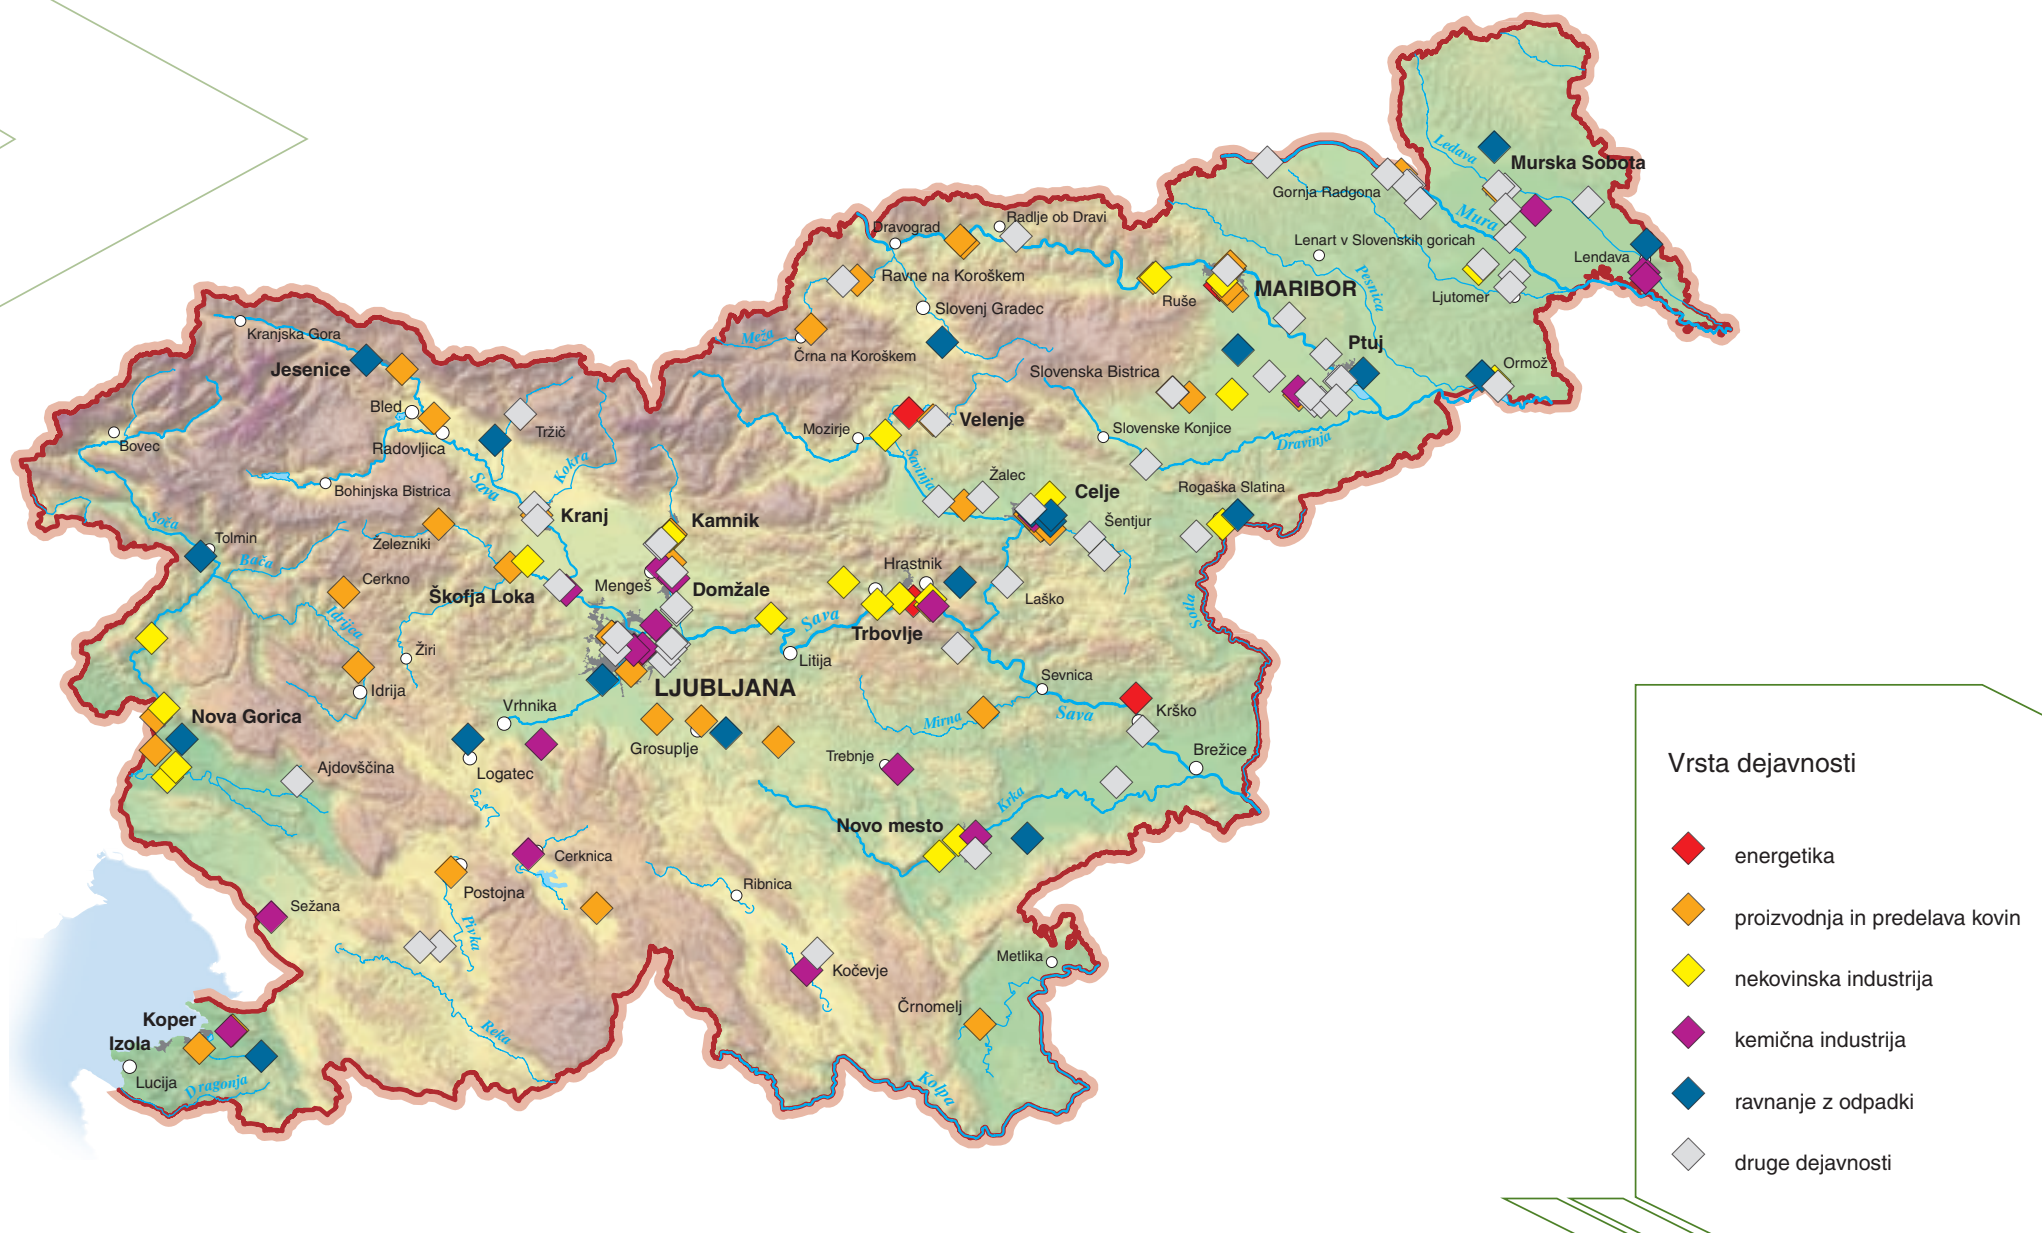 Ledava
Murska Sobota
Gornja Radgona
Mura
Radlje ob Dravi
Dravograd
Lenart v Slovenskih goricah
Lendava
Pesnica
Ravne na Koroškem
MARIBOR
Ruše
Ljutomer
Slovenj Gradec
Kranjska Gora
Meža
Črna na Koroškem
Ptuj
Jesenice
Ormož
Slovenska Bistrica
Bled
Velenje
Mozirje
Tržič
Slovenske Konjice
Dravinja
Bovec
Radovljica
Kokra
Savinja
Žalec
Sava
Bohinjska Bistrica
Celje
Rogaška Slatina
Soča
Kranj
Kamnik
Šentjur
Tolmin
Železniki
Bača
Hrastnik
Cerkno
Mengeš
Domžale
Škofja Loka
Laško
Sotla
Idrijca
Sava
Trbovlje
Žiri
Litija
Idrija
LJUBLJANA
Sevnica
Vrhnika
Nova Gorica
Mirna
Sava
Krško
Grosuplje
Trebnje
Brežice
Ajdovščina
Logatec
Krka
Novo mesto
Cerknica
Postojna
Ribnica
Sežana
Pivka
Metlika
Kočevje
Črnomelj
Koper
Reka
Izola
Lucija
Dragonja
Kolpa
Vrsta dejavnosti
energetika
proizvodnja in predelava kovin
nekovinska industrija
kemična industrija
ravnanje z odpadki
druge dejavnosti